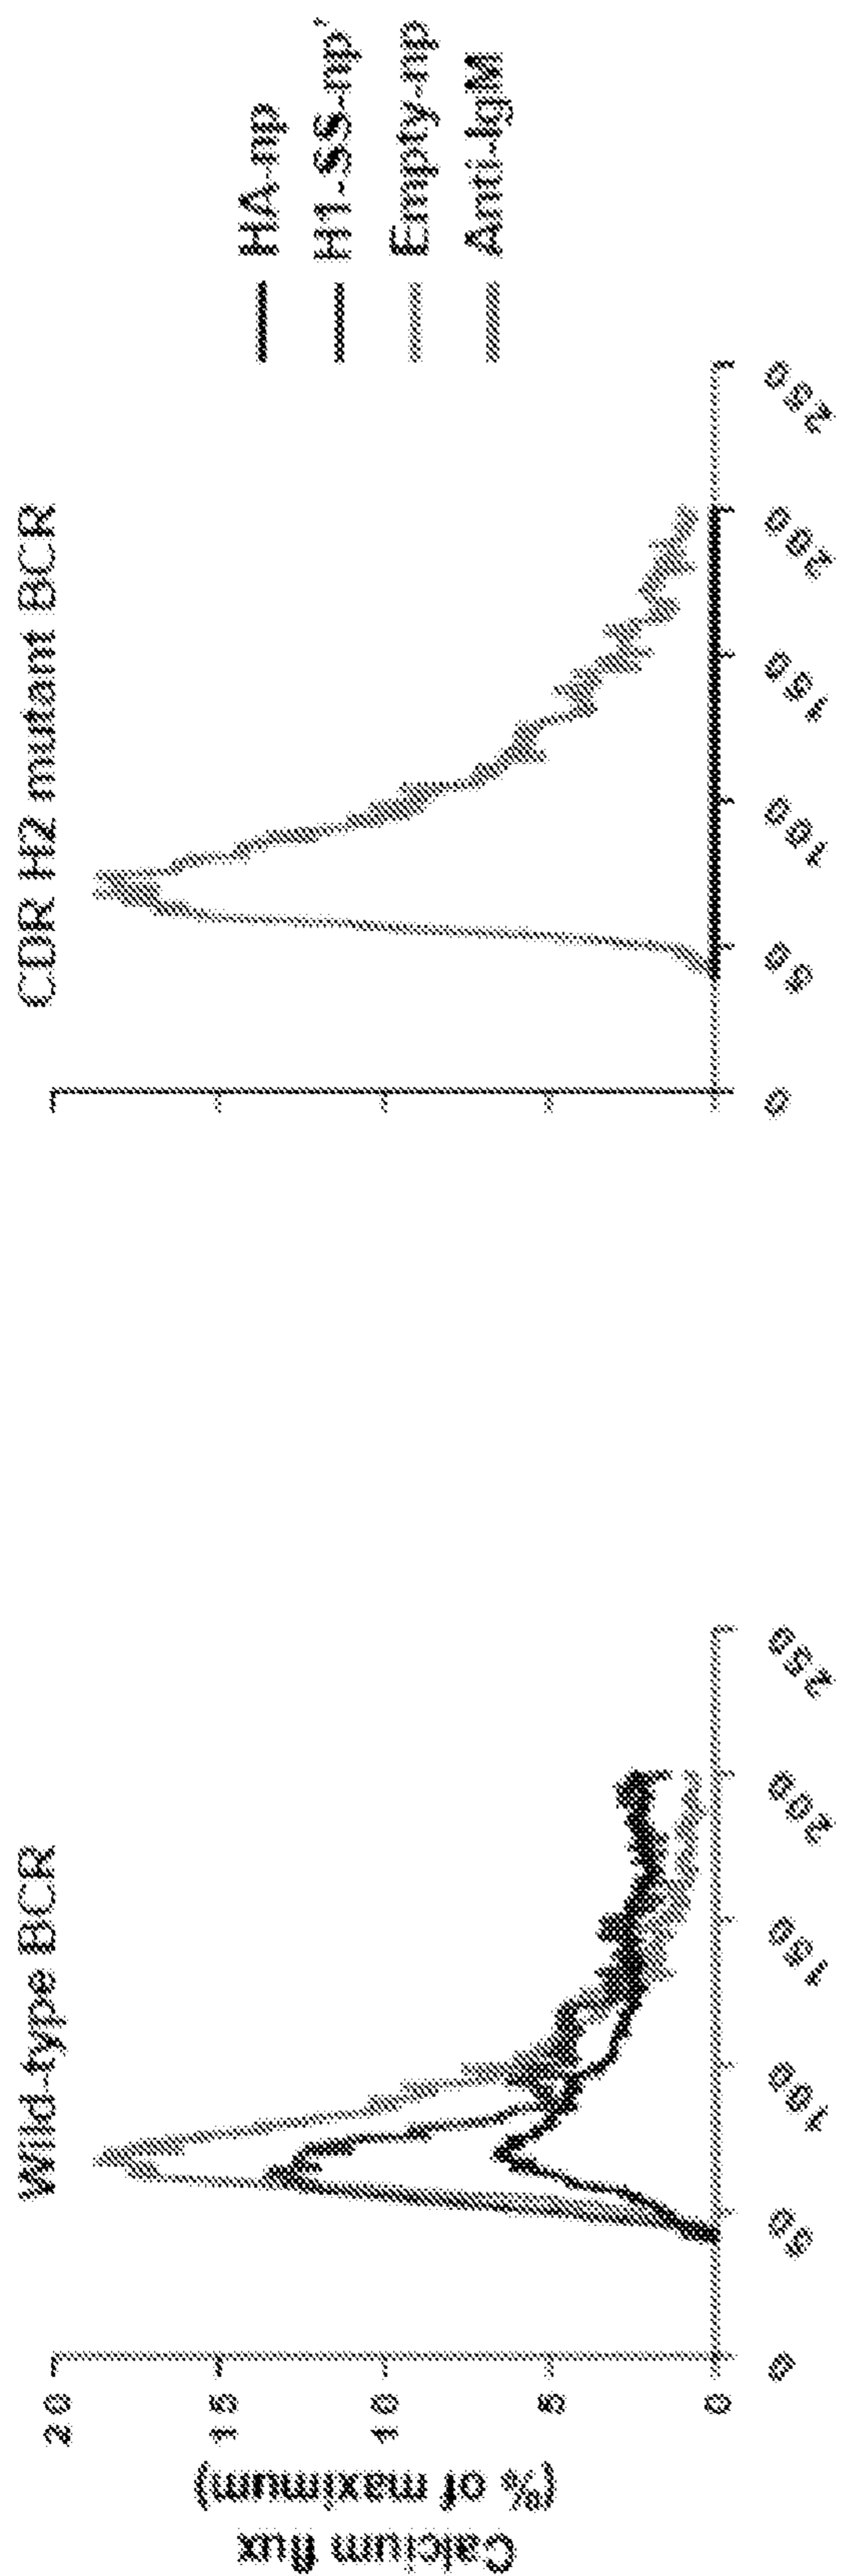 Wild-type BCR
CDR H2 mutant BCR
Calcium flux
(% of maximum)
20
15
10
5
0
0
50
100
150
200
250
0
50
100
150
200
250
HA-np
H1-SS-np'
Empty-np
Anti-IgM